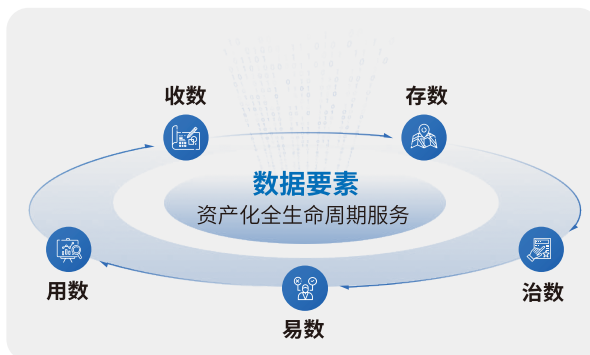 收数
存数
数据要素
资产化全生命周期服务
用数
治数
易数